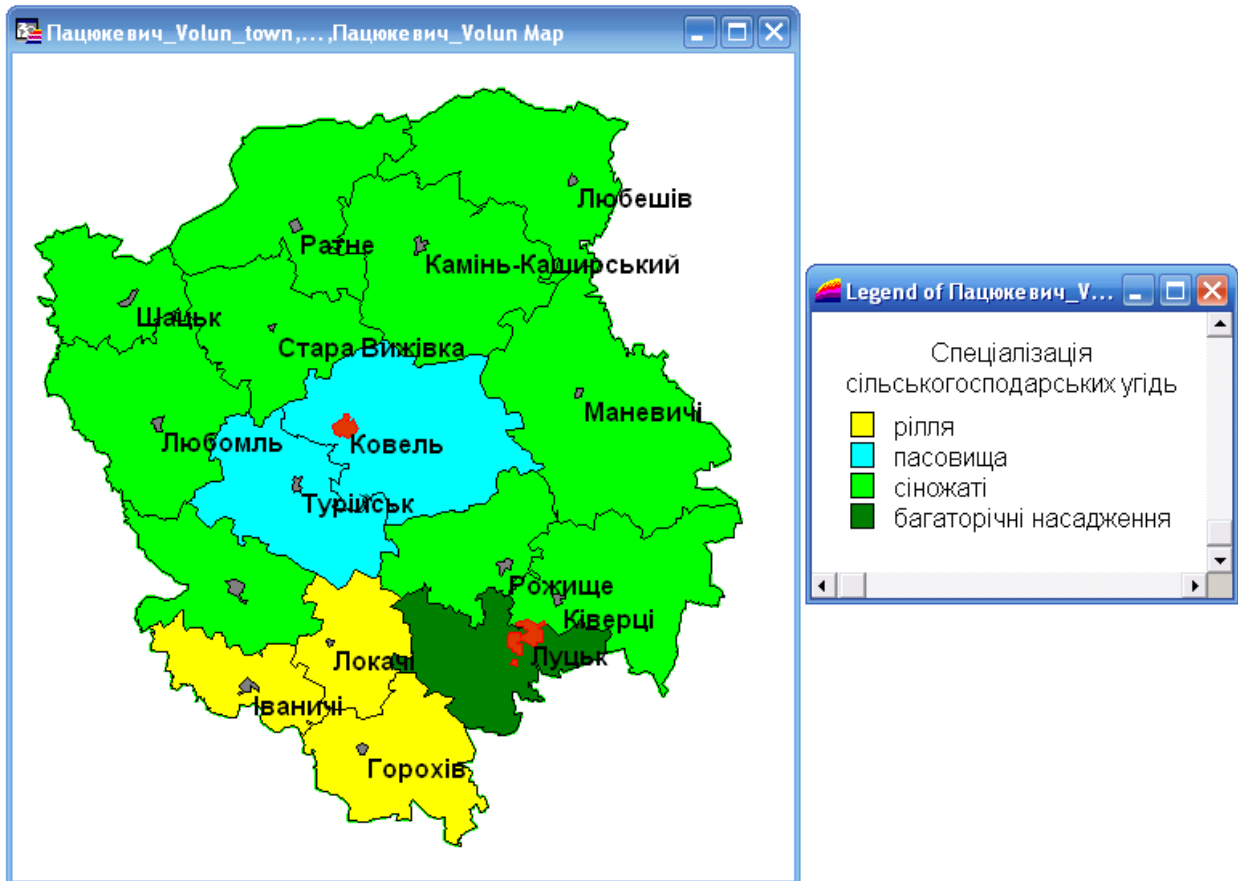 Пацюкевич_Volun_town,...,Пацюкевич_Volun Map
Любешів
Ратне
Камінь-Каширський
Шацьк
Стара Вижівка
Маневичі
Любомль
Ковель
Турійськ
Рожище
Ківерці
Луцьк
Локачі
Іваничі
Горохів
Legend of Пацюкевич_V...
Спеціалізація
сільськогосподарських угідь
рілля
пасовища
сіножаті
багаторічні насадження